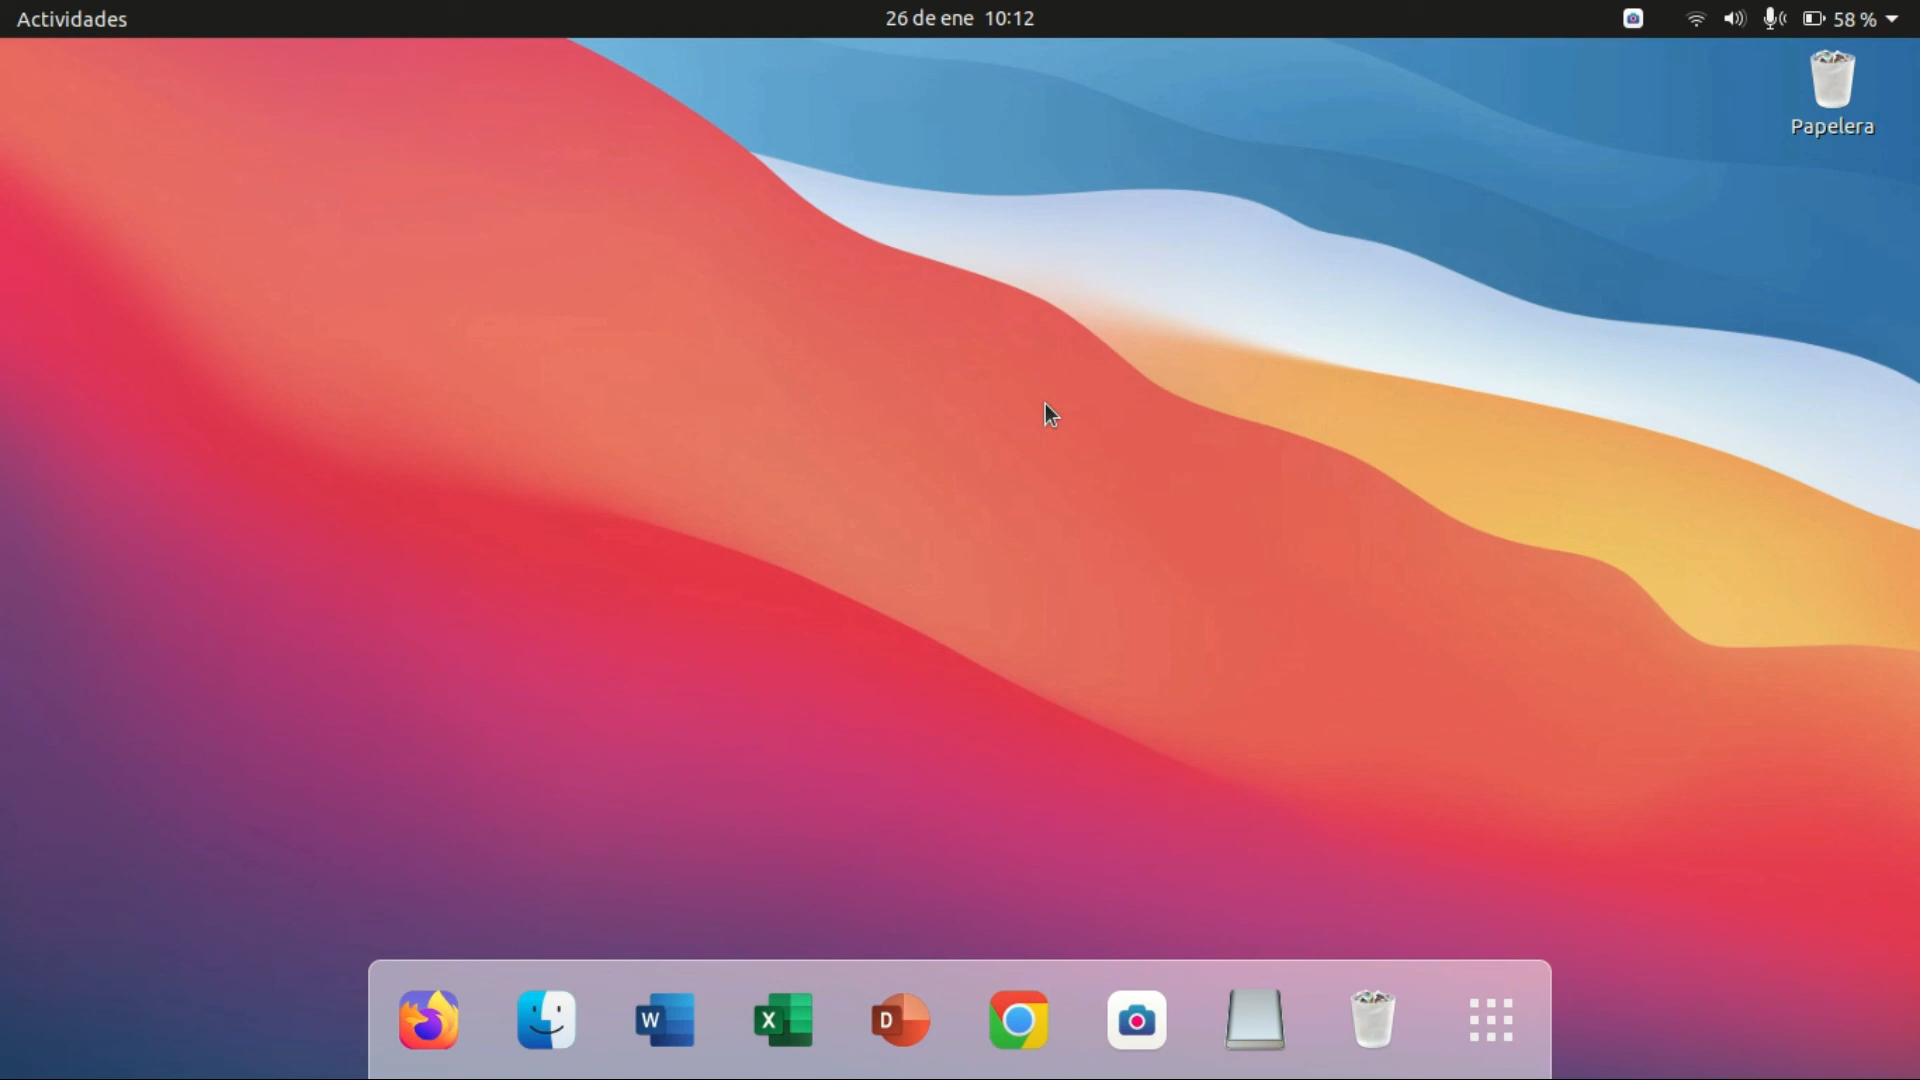 Actividades
26 de ene 10:12
58 %
Papelera
W
X
D